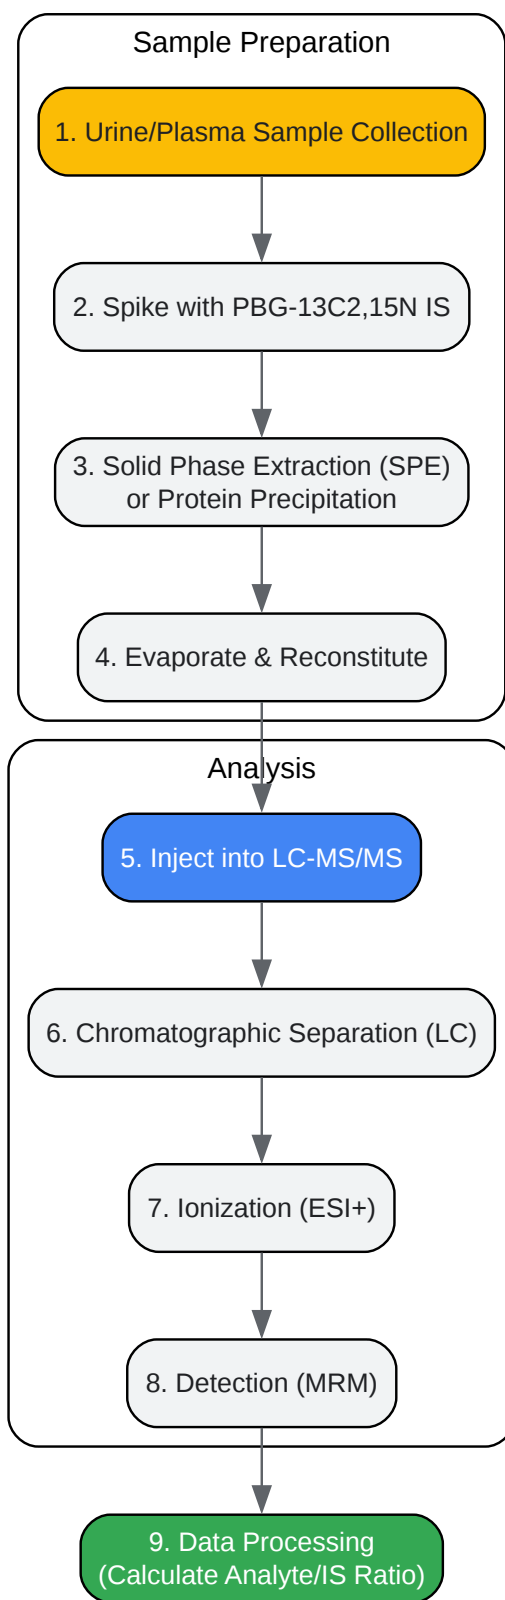 Sample Preparation
1. Urine/Plasma Sample Collection
2. Spike with PBG-13C2,15N IS
3. Solid Phase Extraction (SPE)
or Protein Precipitation
4. Evaporate & Reconstitute
Analysis
5. Inject into LC-MS/MS
6. Chromatographic Separation (LC)
7. Ionization (ESI+)
8. Detection (MRM)
9. Data Processing
(Calculate Analyte/IS Ratio)